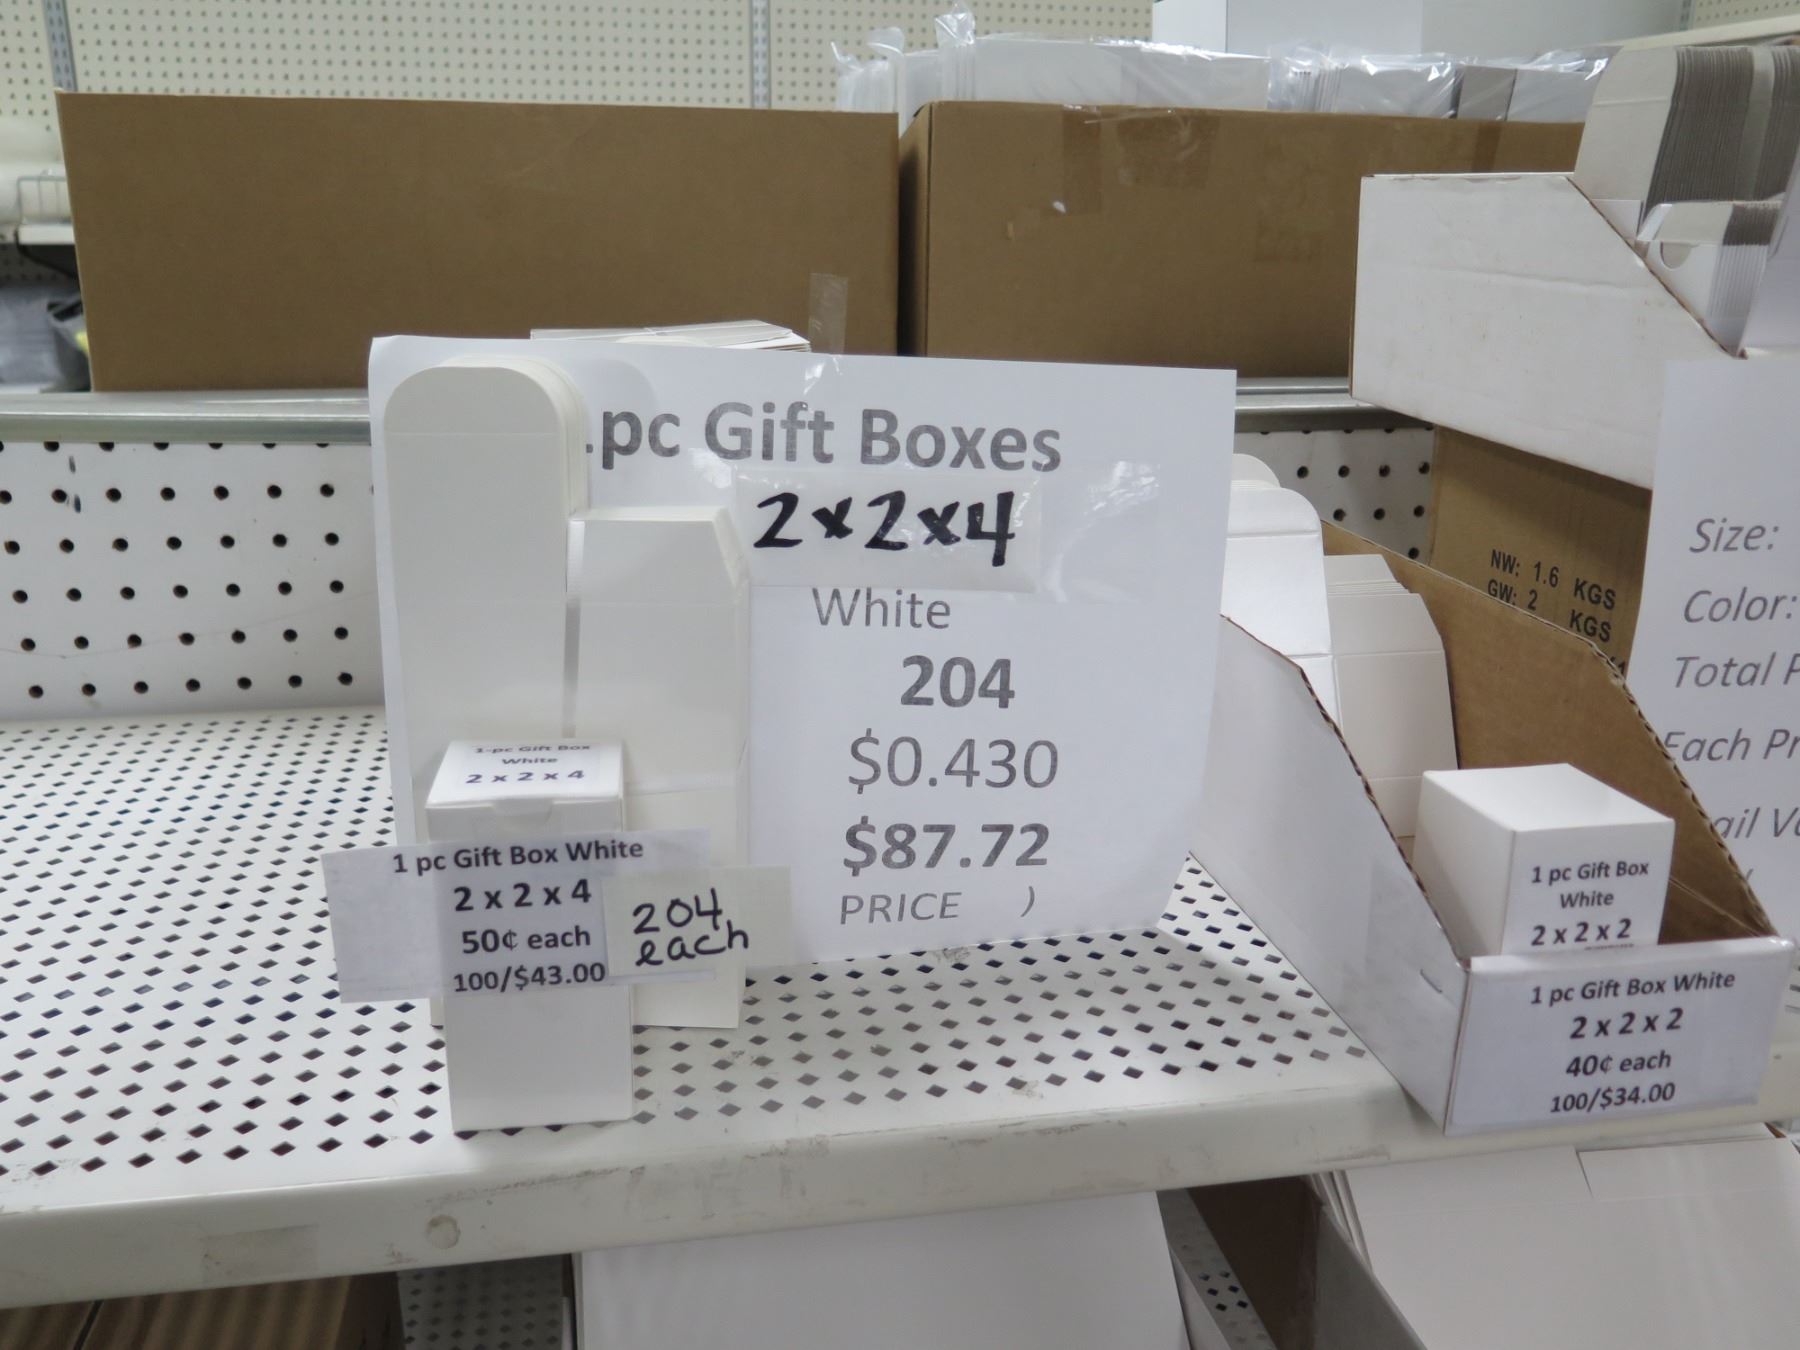 pc Gift Boxes
2x2x4
White
204
$0.430
$87.72
PRICE )
1-pc Gift Box
White
2 x 2 x 4
1 pc Gift Box White
2 x 2 x 4
50¢ each
100/$43.00
204
each
NW: 1.6 KGS
GW: 2 KGS
Size:
Color:
Total
Each
1 pc Gift Box
White
2 x 2 x 2
1 pc Gift Box White
2 x 2 x 2
40¢ each
100/$34.00